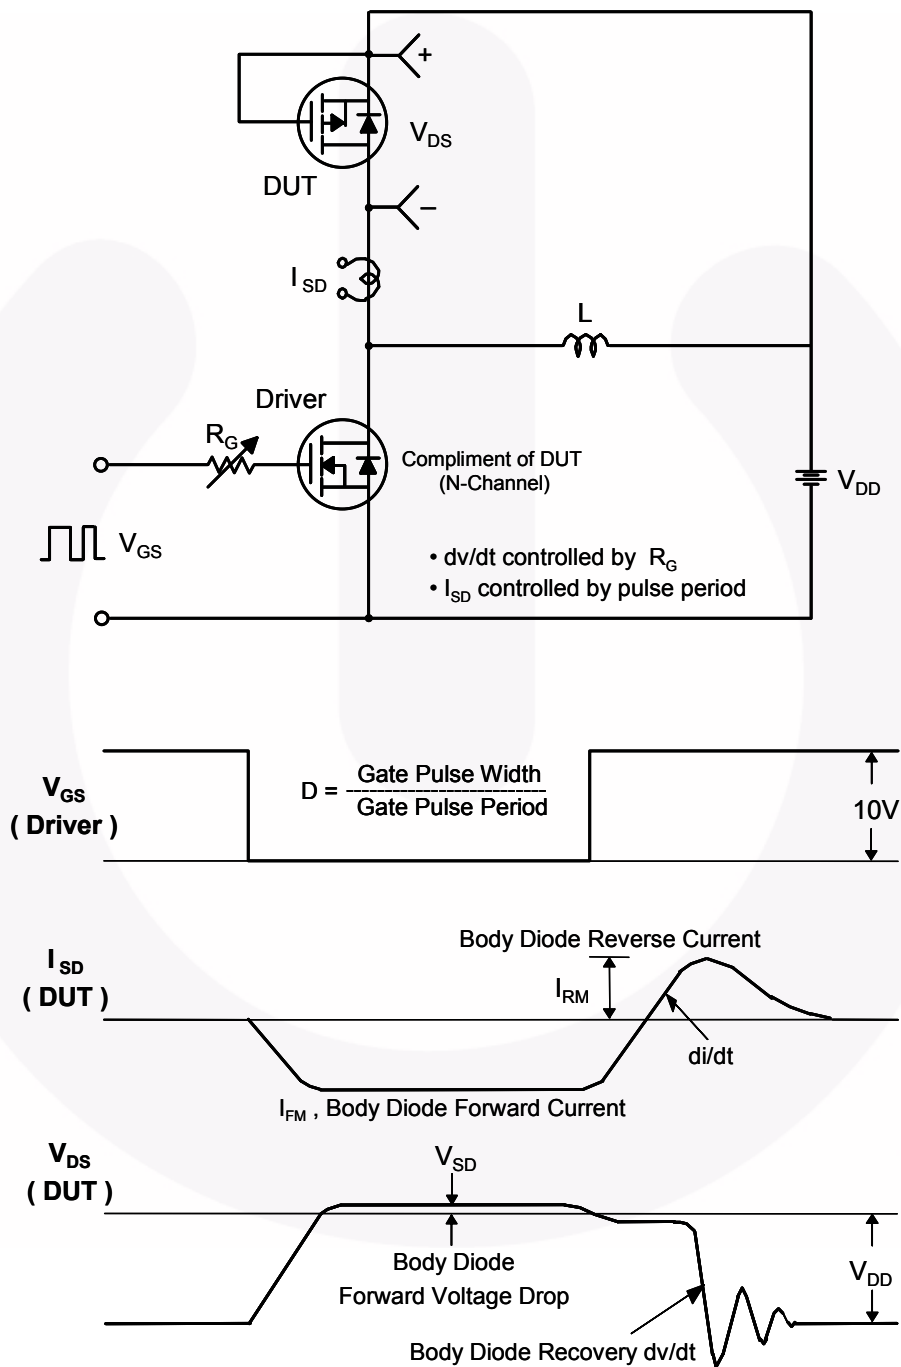 +
V_DS
DUT
−
I_SD
L
Driver
R_G
Compliment of DUT
(N-Channel)
V_DD
V_GS
• dv/dt controlled by R_G
• I_SD controlled by pulse period
V_GS
( Driver )
D = Gate Pulse Width
Gate Pulse Period
10V
I_SD
( DUT )
Body Diode Reverse Current
I_RM
di/dt
I_FM , Body Diode Forward Current
V_DS
( DUT )
V_SD
Body Diode
Forward Voltage Drop
V_DD
Body Diode Recovery dv/dt